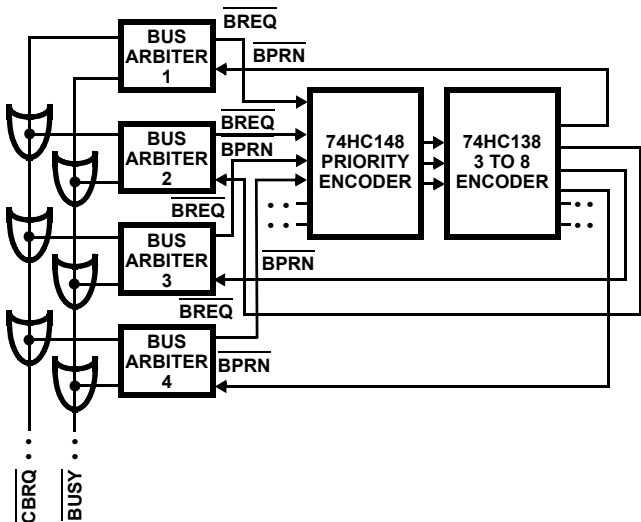 BREQ
BUS
ARBITER
1
BPRN
BREQ
BUS
ARBITER
2
BPRN
74HC148
PRIORITY
ENCODER
74HC138
3 TO 8
ENCODER
BREQ
BUS
ARBITER
3
BPRN
BREQ
BUS
ARBITER
4
BPRN
CBRQ
BUSY